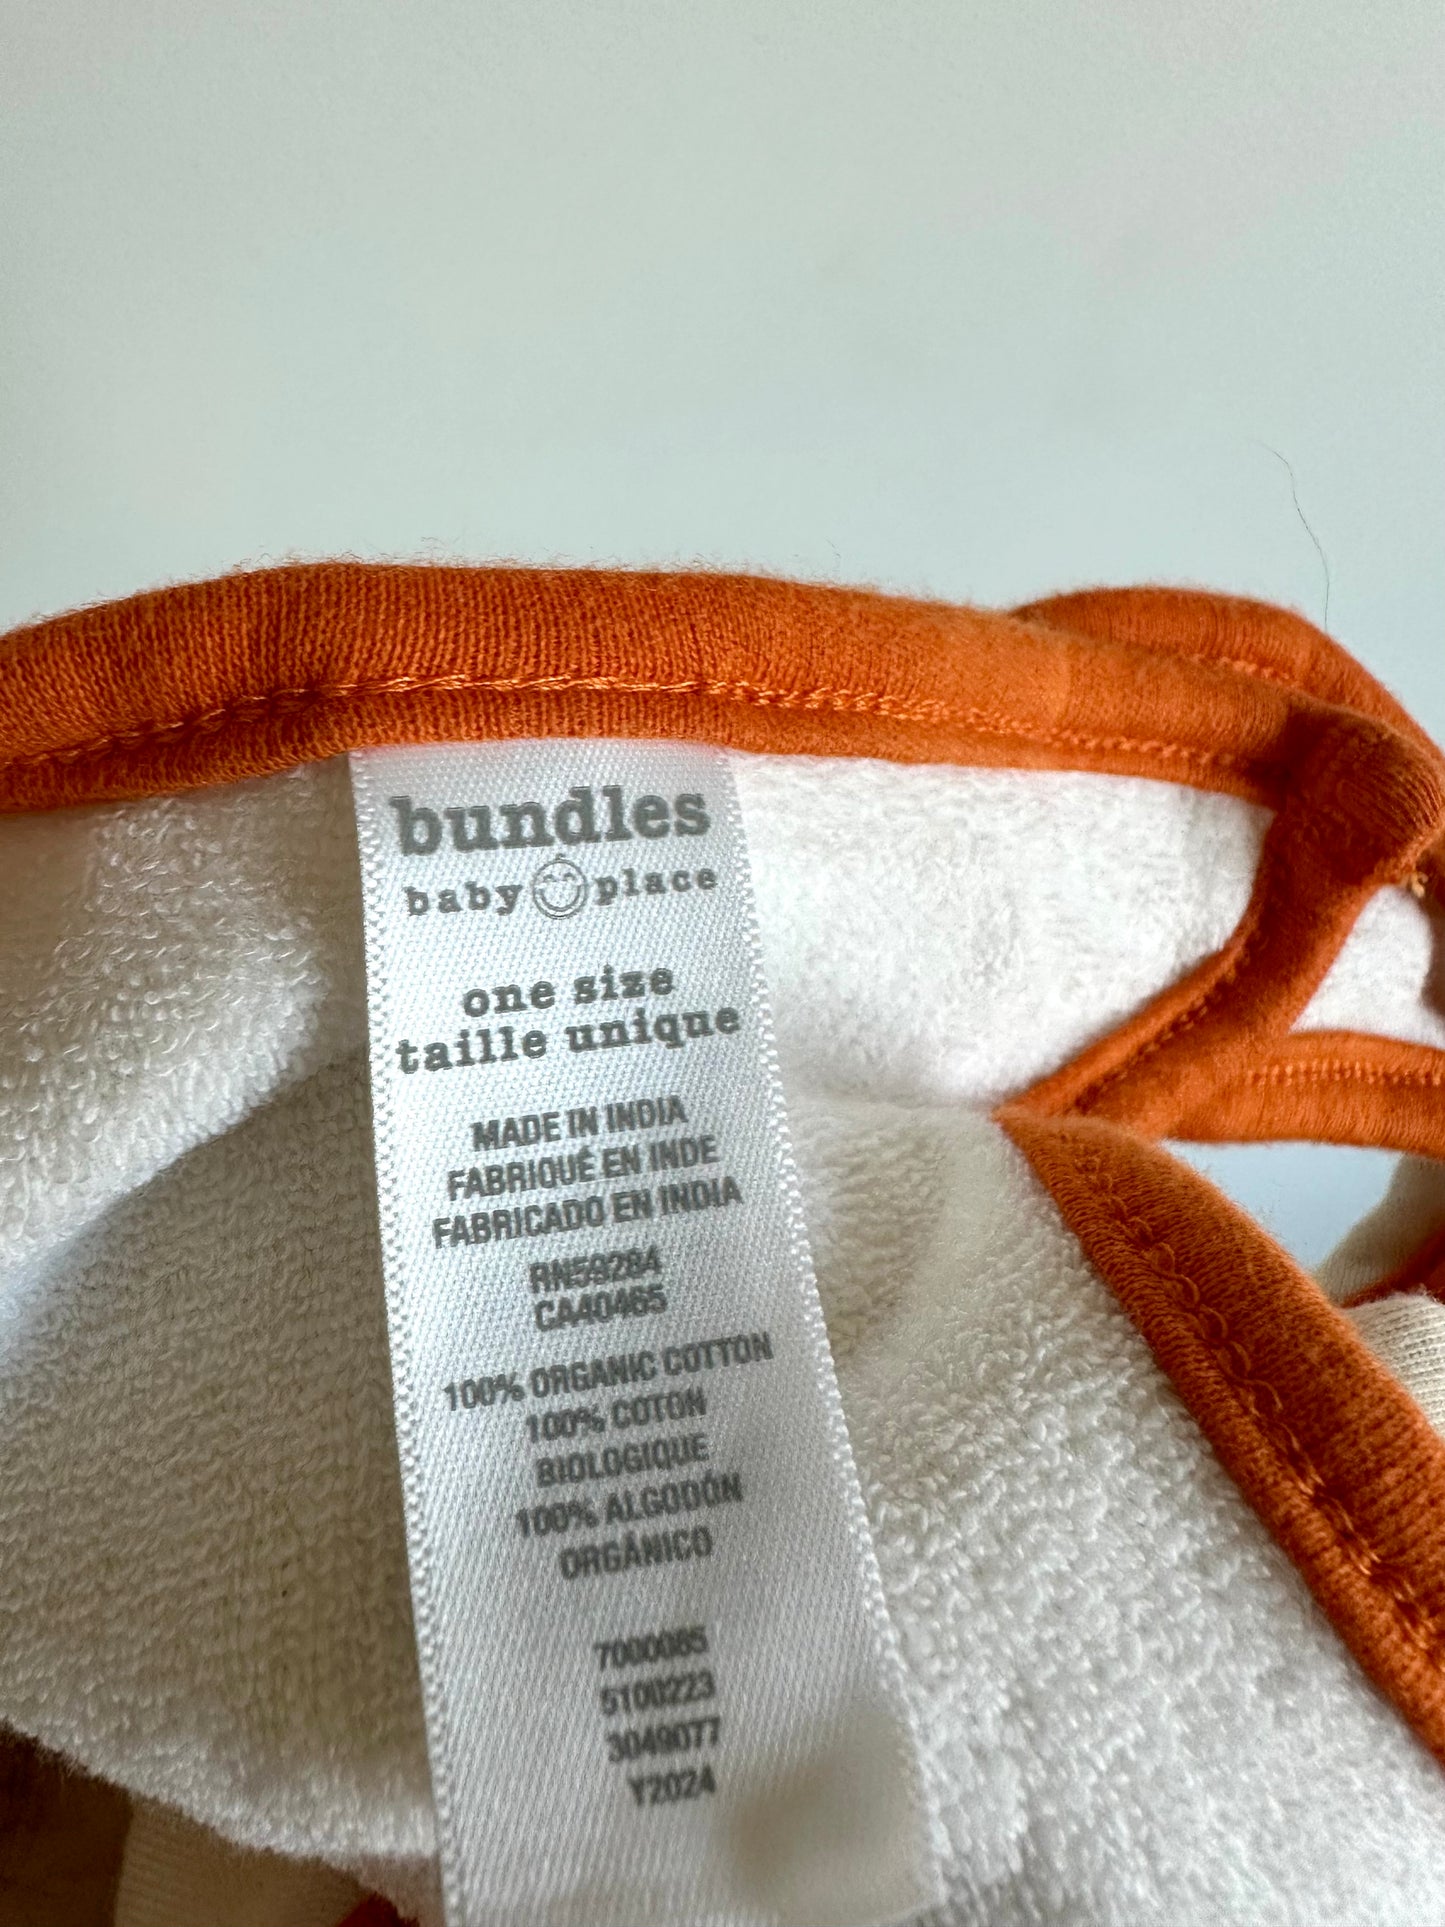 bundles
baby place
one size
taille unique
MADE IN INDIA
FABRIQUÉ EN INDE
FABRICADO EN INDIA
RN59284
CA40465
100% ORGANIC COTTON
100% COTON
BIOLOGIQUE
100% ALGODÓN
ORGÁNICO
7000085
5100223
3049077
Y2024